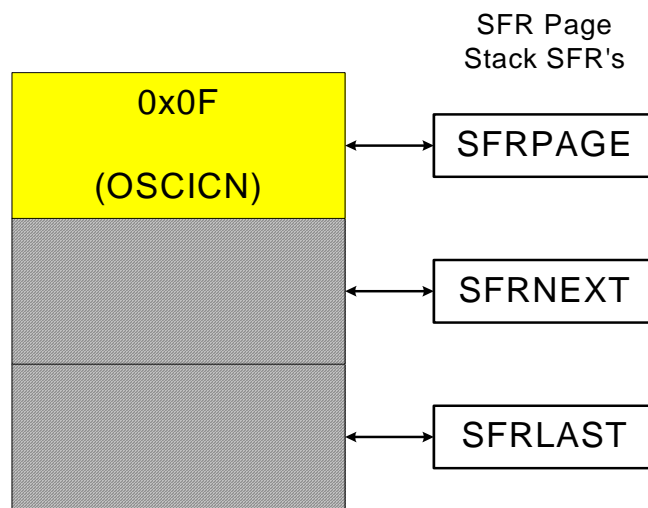 SFR Page
Stack SFR's
0x0F
(OSCICN)
SFRPAGE
SFRNEXT
SFRLAST